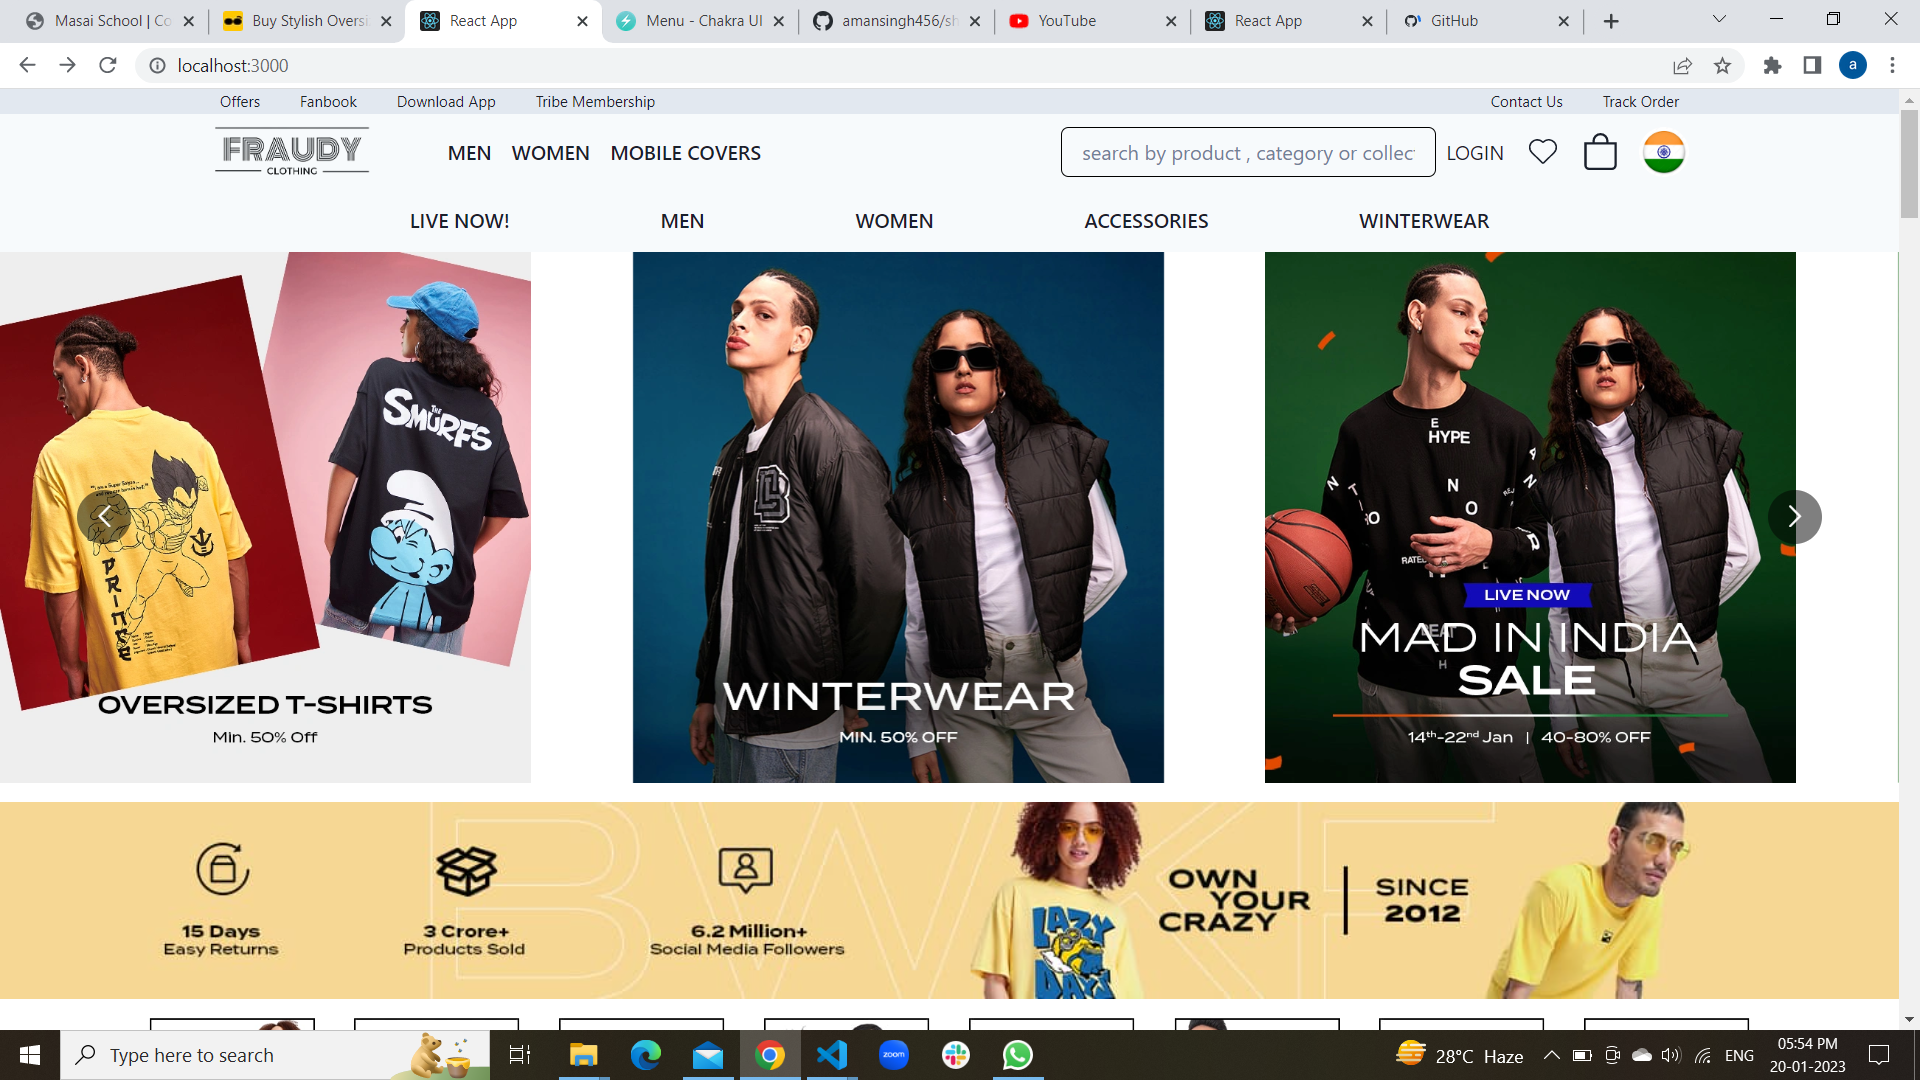 Masai School | Co
Buy Stylish Oversi
React App
Menu - Chakra UI
amansingh456/sh
YouTube
React App
GitHub
localhost:3000
a
Offers
Fanbook
Download App
Tribe Membership
Contact Us
Track Order
FRAUDY
CLOTHING
MEN
WOMEN
MOBILE COVERS
search by product , category or collect
LOGIN
LIVE NOW!
MEN
WOMEN
ACCESSORIES
WINTERWEAR
PRINCE
THE
SMURFS
OVERSIZED T-SHIRTS
Min. 50% Off
WINTERWEAR
MIN. 50% OFF
HYPE
LIVE NOW
MAD IN INDIA
SALE
14th-22nd Jan | 40-80% OFF
15 Days
Easy Returns
3 Crore+
Products Sold
6.2 Million+
Social Media Followers
LAZY
DAYS
OWN
YOUR
CRAZY
SINCE
2012
Type here to search
zoom
28°C Haze
ENG
05:54 PM
20-01-2023